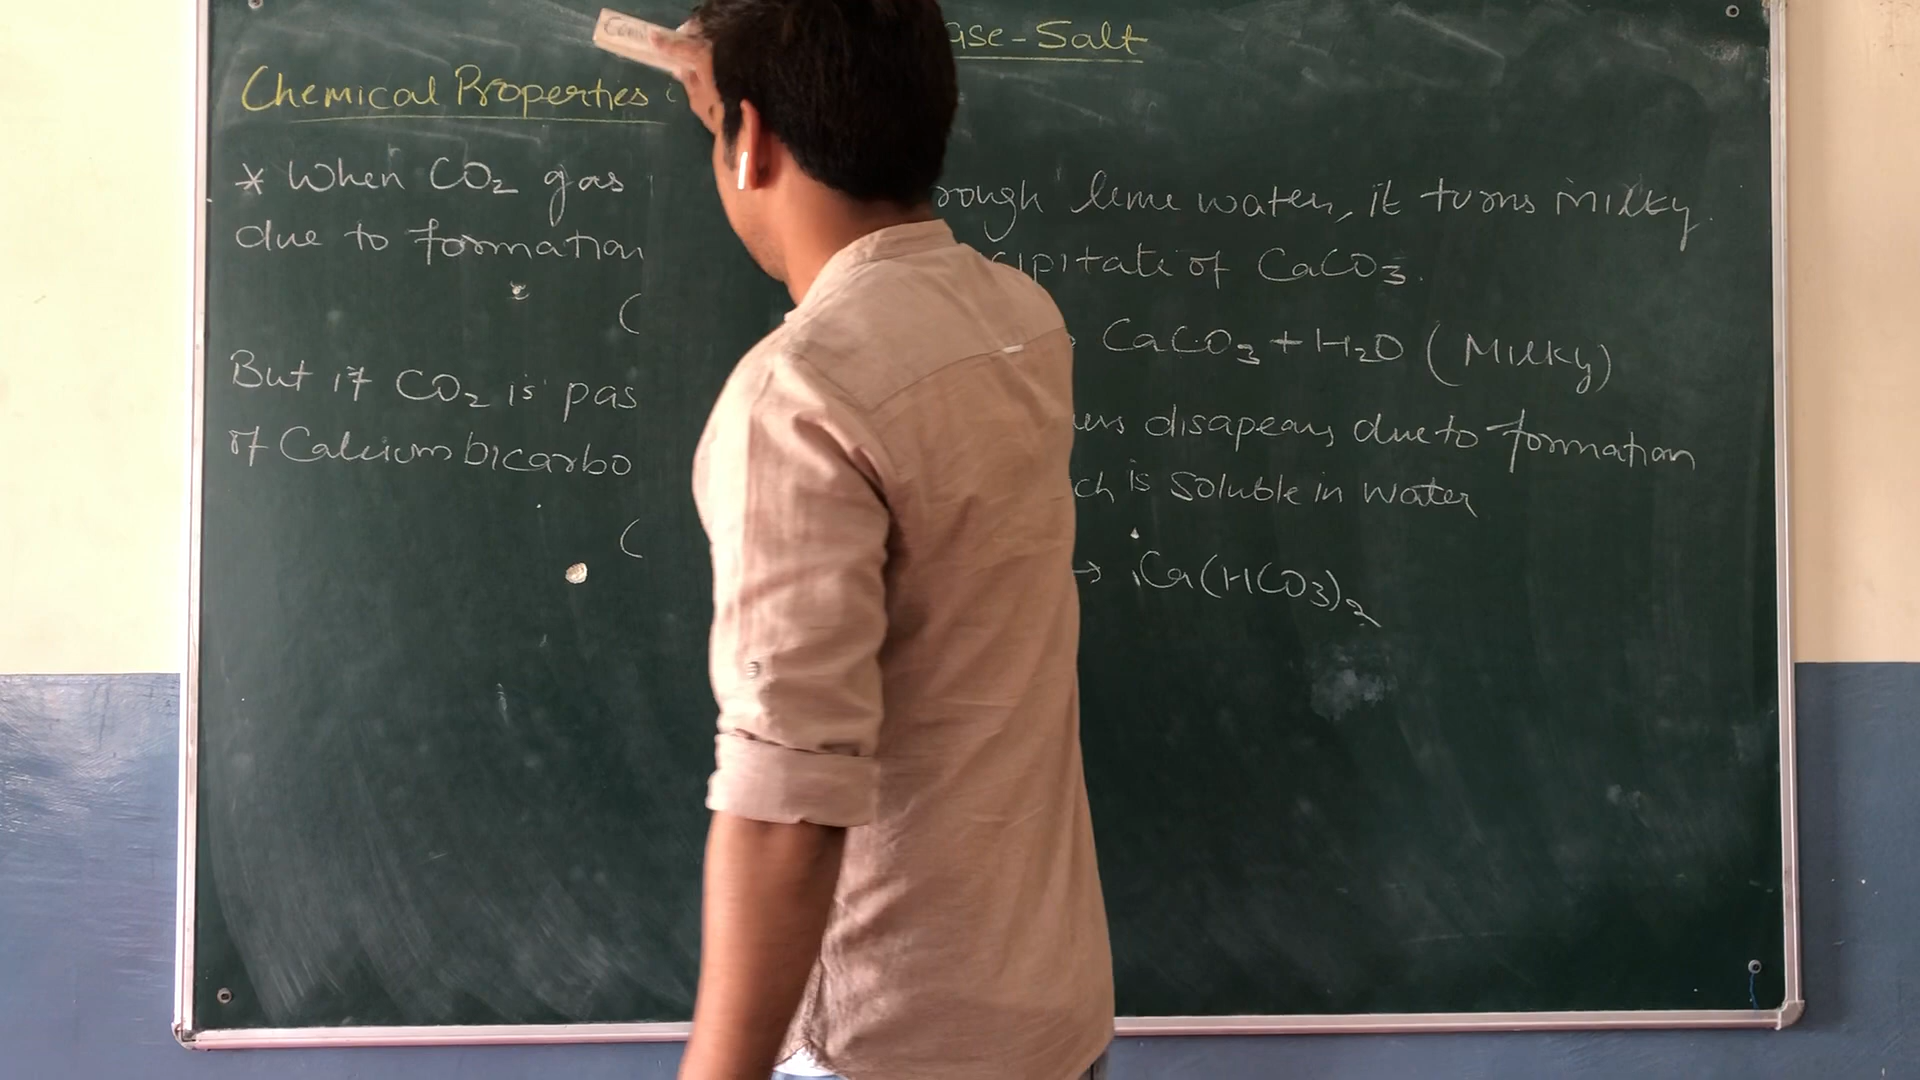 ase-Salt
Chemical Properties :
* When CO₂ gas rough lime water, it turns milky.
due to formation cipitate of CaCO₃.
C CaCO₃ + H₂O (Milky)
But if CO₂ is pas disapears due to formation
of Calcium bicarbo ch is soluble in water
C → Ca(HCO₃)₂